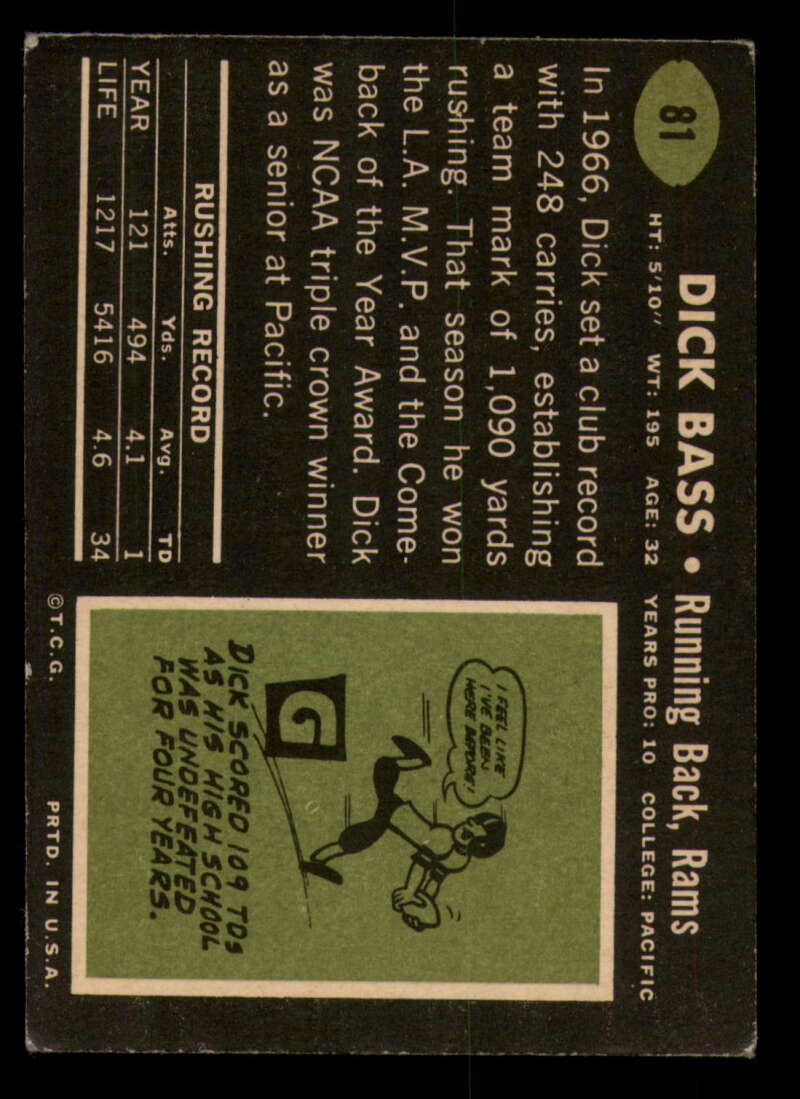 81
DICK BASS • Running Back, Rams
HT: 5/10" WT: 195 AGE: 32 YEARS PRO: 10 COLLEGE: PACIFIC
In 1966, Dick set a club record
with 248 carries, establishing
a team mark of 1,090 yards
rushing. That season he won
the L.A. M.V.P. and the Come-
back of the Year Award. Dick
was NCAA triple crown winner
as a senior at Pacific.
RUSHING RECORD
Atts. Yds. Avg. TD
YEAR 121 494 4.1 1
LIFE 1217 5416 4.6 34
I FEEL LIKE
I'VE BEEN
HERE BEFORE!
G
DICK SCORED 109 TDS
AS HIS HIGH SCHOOL
WAS UNDEFEATED
FOR FOUR YEARS.
©T.C.G. PRTD. IN U.S.A.